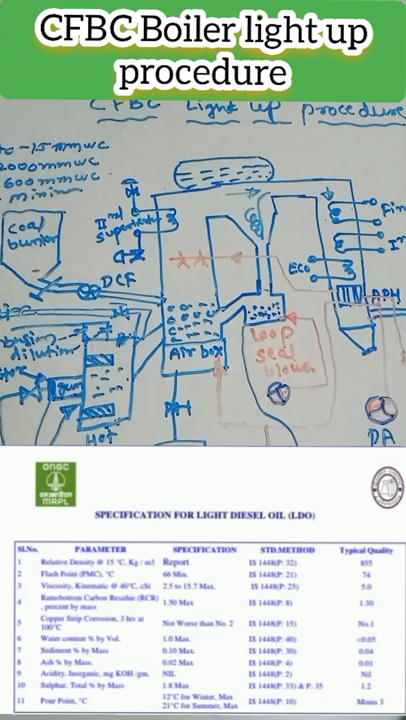 CFBC Boiler light up
procedure
CFBC Light up procedure
-15 mmwc
2000mmwc
600mmwc
Coal
bunker
Superheater
DCF
Eco
APH
dilution
Air box
Loop
seal
blower
gun
Hot
DA
ONGC
MRPL
SPECIFICATION FOR LIGHT DIESEL OIL (LDO)
Sl.No. PARAMETER SPECIFICATION STD.METHOD Typical Quality
1 Relative Density @ 15 °C, Kg / m3 Report IS 1448(P: 32) 855
2 Flash Point (PMC), °C 66 Min. IS 1448(P: 21) 74
3 Viscosity, Kinematic @ 40°C, cSt 2.5 to 15.7 Max. IS 1448(P: 25) 5.0
4 Ramsbottom Carbon Residue (RCR)
, percent by mass 1.50 Max IS 1448(P: 8) 1.30
5 Copper Strip Corrosion, 3 hrs at
100°C Not Worse than No. 2 IS 1448(P: 15) No.1
6 Water content % by Vol. 1.0 Max. IS 1448(P: 40) <0.05
7 Sediment % by Mass 0.10 Max. IS 1448(P: 30) 0.04
8 Ash % by Mass. 0.02 Max IS 1448(P: 4) 0.01
9 Acidity, Inorganic, mg KOH /gm. NIL IS 1448(P: 2) Nil
10 Sulphur, Total % by Mass 1.8 Max IS 1448(P: 33) & P: 35 1.2
11 Pour Point, °C 12°C for Winter, Max
21°C for Summer, Max IS 1448(P: 10) Minus 3